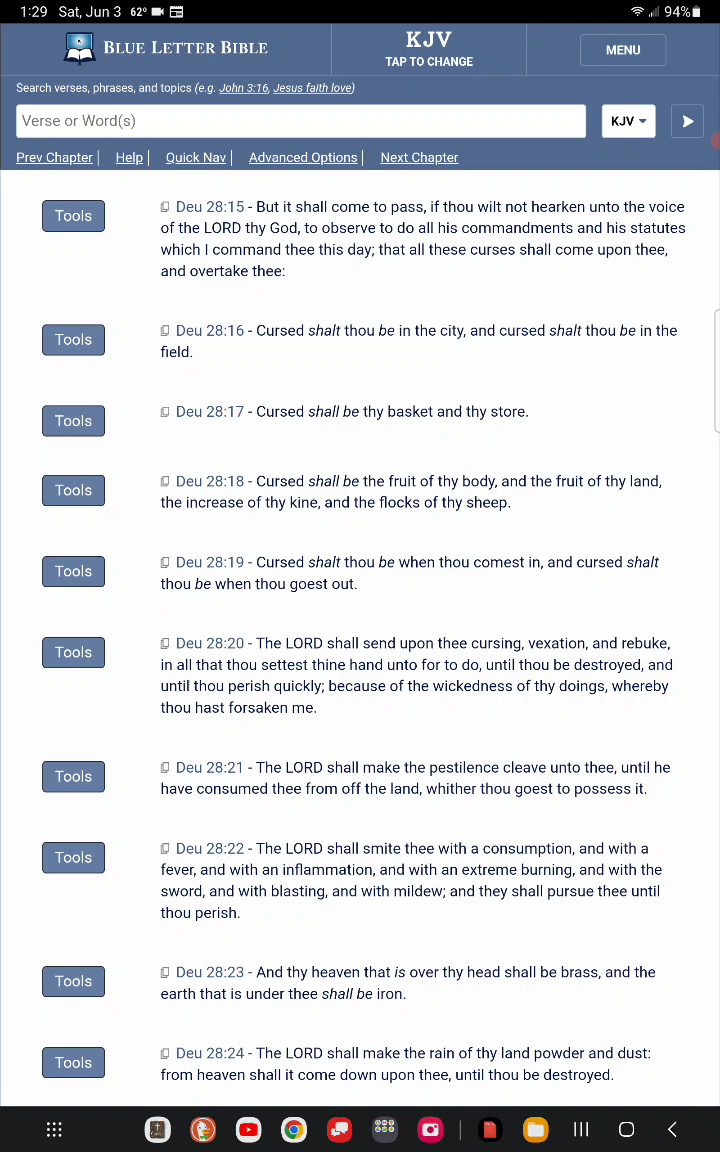 1:29 Sat, Jun 3 62° 94%
BLUE LETTER BIBLE
KJV
TAP TO CHANGE
MENU
Search verses, phrases, and topics (e.g. John 3:16, Jesus faith love)
Verse or Word(s)
KJV
Prev Chapter | Help | Quick Nav | Advanced Options | Next Chapter
Tools
Deu 28:15 - But it shall come to pass, if thou wilt not hearken unto the voice
of the LORD thy God, to observe to do all his commandments and his statutes
which I command thee this day; that all these curses shall come upon thee,
and overtake thee:
Tools
Deu 28:16 - Cursed shalt thou be in the city, and cursed shalt thou be in the
field.
Tools
Deu 28:17 - Cursed shall be thy basket and thy store.
Tools
Deu 28:18 - Cursed shall be the fruit of thy body, and the fruit of thy land,
the increase of thy kine, and the flocks of thy sheep.
Tools
Deu 28:19 - Cursed shalt thou be when thou comest in, and cursed shalt
thou be when thou goest out.
Tools
Deu 28:20 - The LORD shall send upon thee cursing, vexation, and rebuke,
in all that thou settest thine hand unto for to do, until thou be destroyed, and
until thou perish quickly; because of the wickedness of thy doings, whereby
thou hast forsaken me.
Tools
Deu 28:21 - The LORD shall make the pestilence cleave unto thee, until he
have consumed thee from off the land, whither thou goest to possess it.
Tools
Deu 28:22 - The LORD shall smite thee with a consumption, and with a
fever, and with an inflammation, and with an extreme burning, and with the
sword, and with blasting, and with mildew; and they shall pursue thee until
thou perish.
Tools
Deu 28:23 - And thy heaven that is over thy head shall be brass, and the
earth that is under thee shall be iron.
Tools
Deu 28:24 - The LORD shall make the rain of thy land powder and dust:
from heaven shall it come down upon thee, until thou be destroyed.